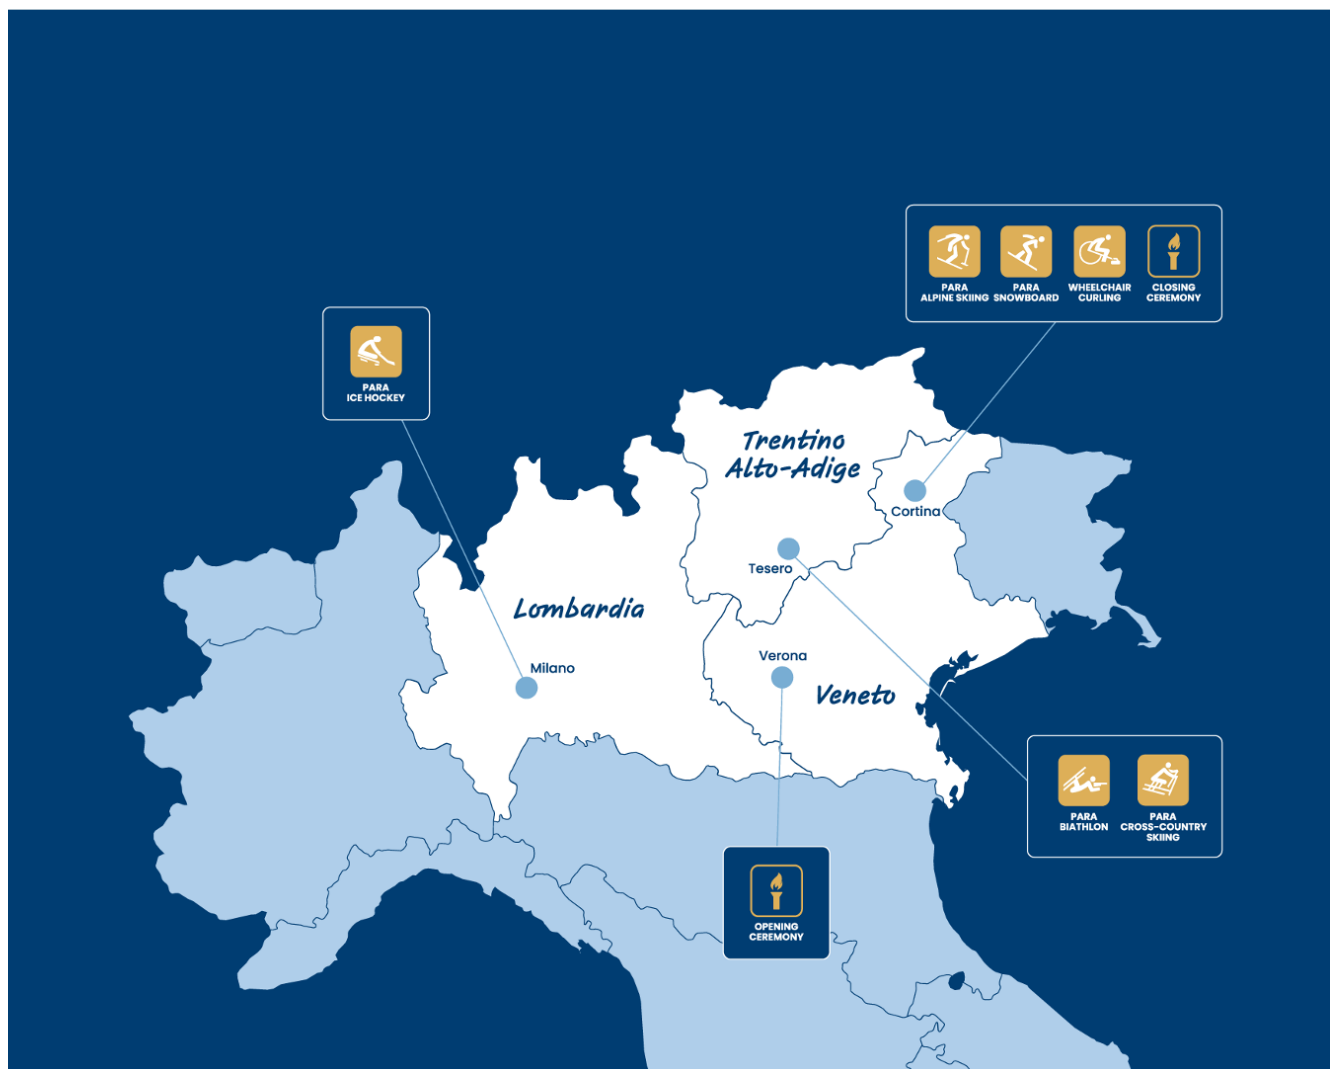 PARA
ALPINE SKIING
PARA
SNOWBOARD
WHEELCHAIR
CURLING
CLOSING
CEREMONY
PARA
ICE HOCKEY
Trentino
Alto-Adige
Cortina
Tesero
Lombardia
Verona
Milano
Veneto
PARA
BIATHLON
PARA
CROSS-COUNTRY
SKIING
OPENING
CEREMONY